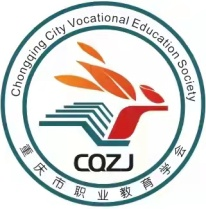 Chongqing City Vocational Education Society
CQZJ
重庆市职业教育学会